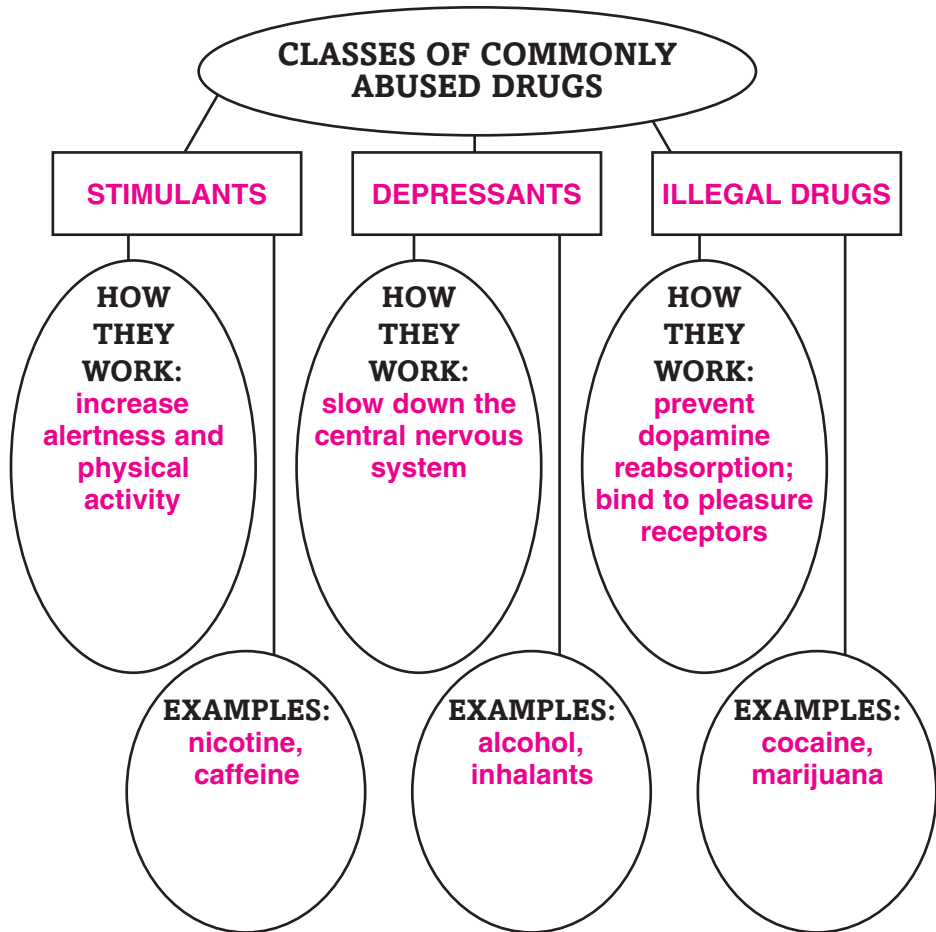 CLASSES OF COMMONLY
ABUSED DRUGS
STIMULANTS
DEPRESSANTS
ILLEGAL DRUGS
HOW
THEY
WORK:
increase
alertness and
physical
activity
HOW
THEY
WORK:
slow down the
central nervous
system
HOW
THEY
WORK:
prevent
dopamine
reabsorption;
bind to pleasure
receptors
EXAMPLES:
nicotine,
caffeine
EXAMPLES:
alcohol,
inhalants
EXAMPLES:
cocaine,
marijuana